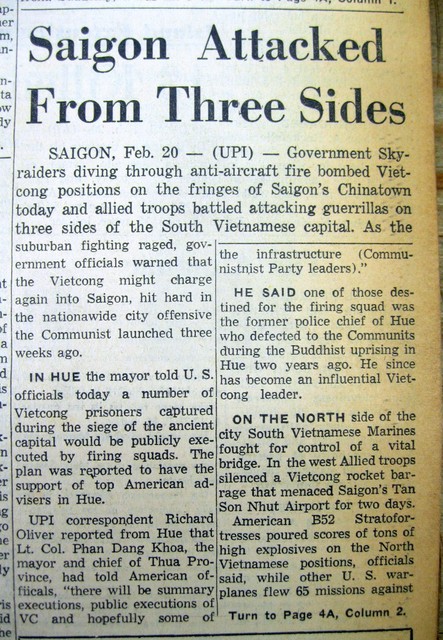 Turn to Page 4A, Column 1.
Saigon Attacked
From Three Sides
SAIGON, Feb. 20 — (UPI) — Government Sky-
raiders diving through anti-aircraft fire bombed Viet-
cong positions on the fringes of Saigon's Chinatown
today and allied troops battled attacking guerrillas on
three sides of the South Vietnamese capital. As the
suburban fighting raged, gov-
ernment officials warned that
the Vietcong might charge
again into Saigon, hit hard in
the nationwide city offensive
the Communist launched three
weeks ago.
IN HUE the mayor told U. S.
officials today a number of
Vietcong prisoners captured
during the siege of the ancient
capital would be publicly exe-
cuted by firing squads. The
plan was reported to have the
support of top American ad-
visers in Hue.
UPI correspondent Richard
Oliver reported from Hue that
Lt. Col. Phan Dang Khoa, the
mayor and chief of Thua Pro-
vince, had told American of-
fiicals, "there will be summary
executions, public executions of
VC and hopefully some of
the infrastructure (Commu-
nistnist Party leaders)."
HE SAID one of those des-
tined for the firing squad was
the former police chief of Hue
who defected to the Communits
during the Buddhist uprising in
Hue two years ago. He since
has become an influential Viet-
cong leader.
ON THE NORTH side of the
city South Vietnamese Marines
fought for control of a vital
bridge. In the west Allied troops
silenced a Vietcong rocket bar-
rage that menaced Saigon's Tan
Son Nhut Airport for two days.
American B52 Stratofor-
tresses poured scores of tons of
high explosives on the North
Vietnamese positions, officials
said, while other U. S. war-
planes flew 65 missions against
Turn to Page 4A, Column 2.